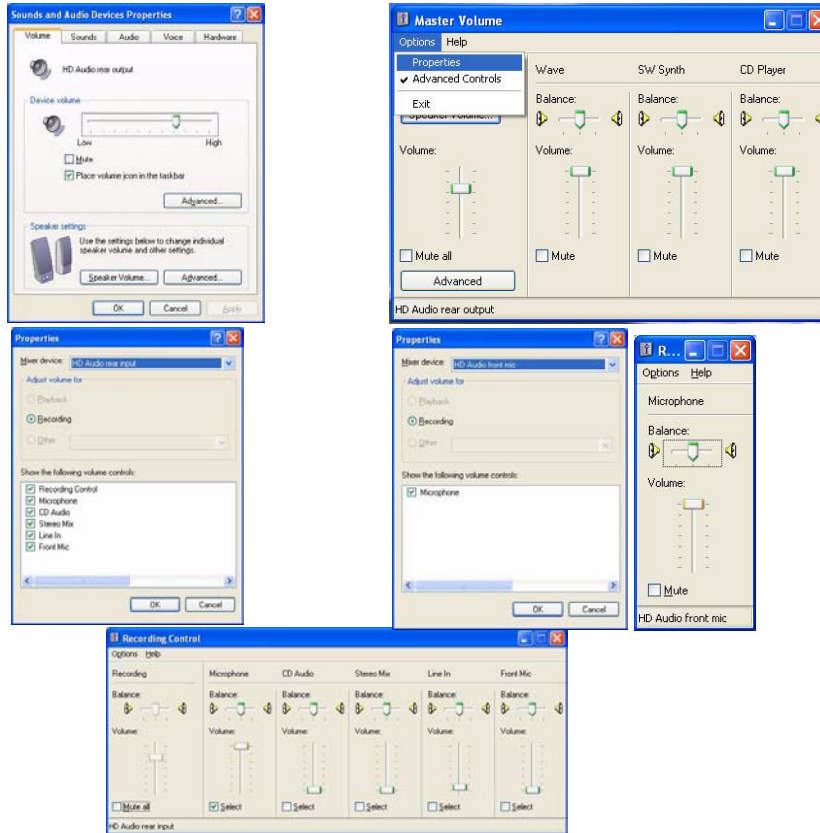 Sounds and Audio Devices Properties
Volume Sounds Audio Voice Hardware
HD Audio rear output
Device volume
Low High
Mute
Place volume icon in the taskbar
Advanced...
Speaker settings
Use the settings below to change individual
speaker volume and other settings.
Speaker Volume... Advanced...
OK Cancel Apply
Master Volume
Options Help
Properties
Advanced Controls
Exit
Wave SW Synth CD Player
Balance: Balance: Balance:
Speaker Volume...
Volume: Volume: Volume: Volume:
Mute all Mute Mute Mute
Advanced
HD Audio rear output
Properties
Mixer device: HD Audio rear input
Adjust volume for
Playback
Recording
Other
Show the following volume controls:
Recording Control
Microphone
CD Audio
Stereo Mix
Line In
Front Mic
OK Cancel
Properties
Mixer device: HD Audio front mic
Adjust volume for
Playback
Recording
Other
Show the following volume controls:
Microphone
OK Cancel
R...
Options Help
Microphone
Balance:
Volume:
Mute
HD Audio front mic
Recording Control
Options Help
Recording Microphone CD Audio Stereo Mix Line In Front Mic
Balance: Balance: Balance: Balance: Balance: Balance:
Volume: Volume: Volume: Volume: Volume: Volume:
Mute all Select Select Select Select Select
HD Audio rear input